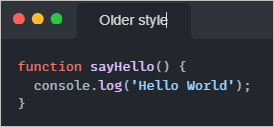 Older style
function sayHello() {
  console.log('Hello World');
}